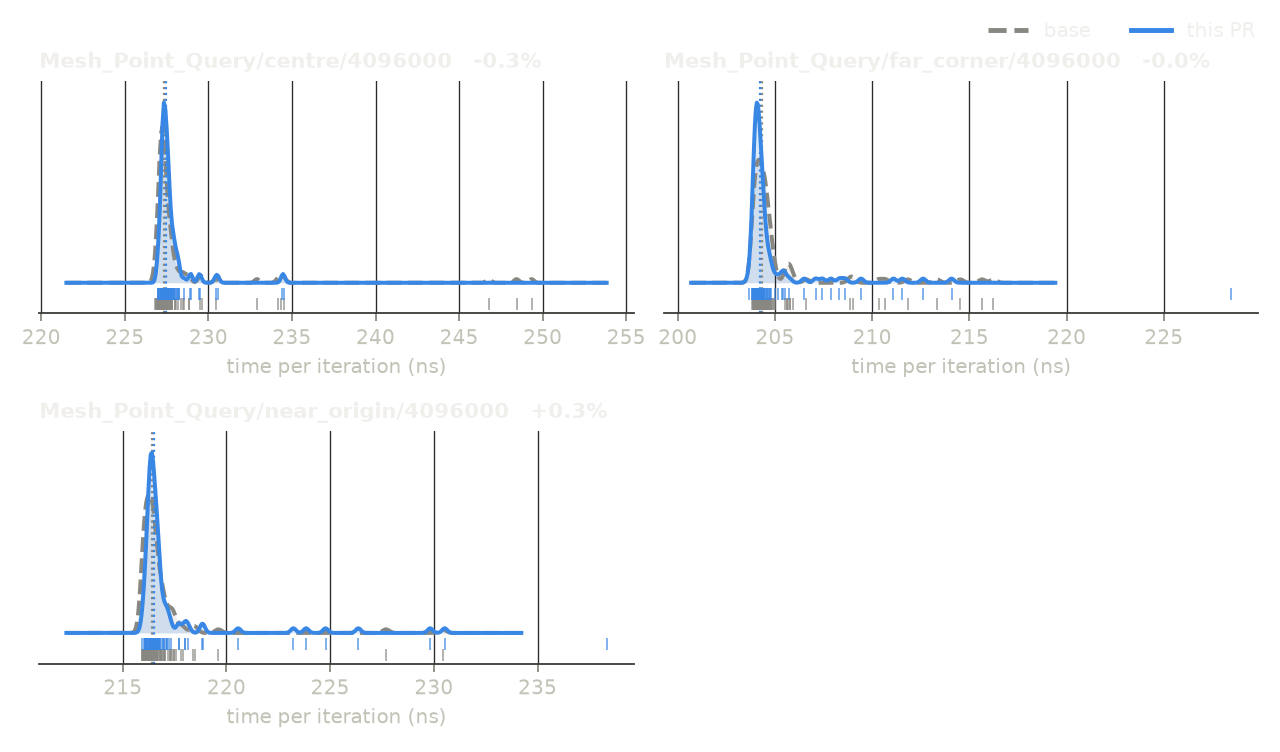 base this PR
Mesh_Point_Query/centre/4096000 -0.3%
220 225 230 235 240 245 250 255
time per iteration (ns)
Mesh_Point_Query/far_corner/4096000 -0.0%
200 205 210 215 220 225
time per iteration (ns)
Mesh_Point_Query/near_origin/4096000 +0.3%
215 220 225 230 235
time per iteration (ns)